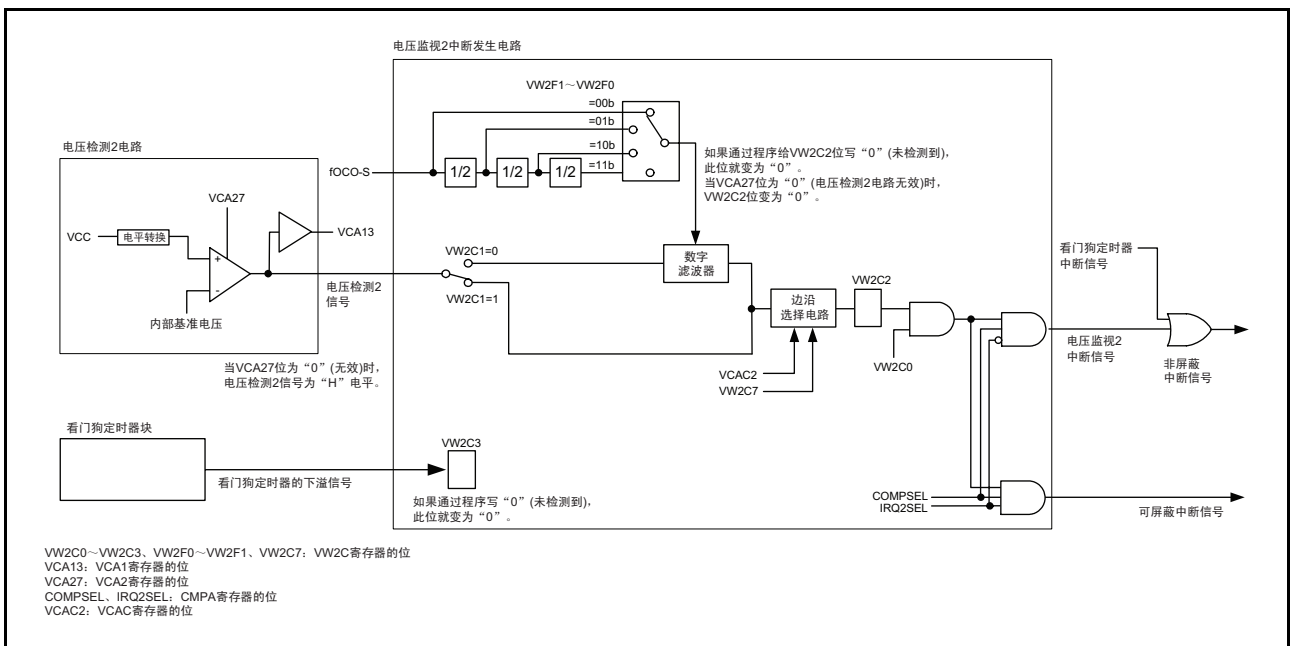 电压监视2中断发生电路
VW2F1～VW2F0
=00b
=01b
=10b
=11b
fOCO-S
1/2
1/2
1/2
如果通过程序给VW2C2位写“0”(未检测到)，
此位就变为“0”。
当VCA27位为“0”(电压检测2电路无效)时，
VW2C2位变为“0”。
电压检测2电路
VCA27
VCC
电平转换
+
-
VCA13
内部基准电压
电压检测2
信号
VW2C1=0
VW2C1=1
数字
滤波器
边沿
选择电路
VW2C2
VCAC2
VW2C7
VW2C0
看门狗定时器
中断信号
电压监视2
中断信号
非屏蔽
中断信号
当VCA27位为“0”(无效)时，
电压检测2信号为“H”电平。
看门狗定时器块
看门狗定时器的下溢信号
VW2C3
如果通过程序写“0”(未检测到)，
此位就变为“0”。
COMPSEL
IRQ2SEL
可屏蔽中断信号
VW2C0～VW2C3、VW2F0～VW2F1、VW2C7：VW2C寄存器的位
VCA13：VCA1寄存器的位
VCA27：VCA2寄存器的位
COMPSEL、IRQ2SEL：CMPA寄存器的位
VCAC2：VCAC寄存器的位